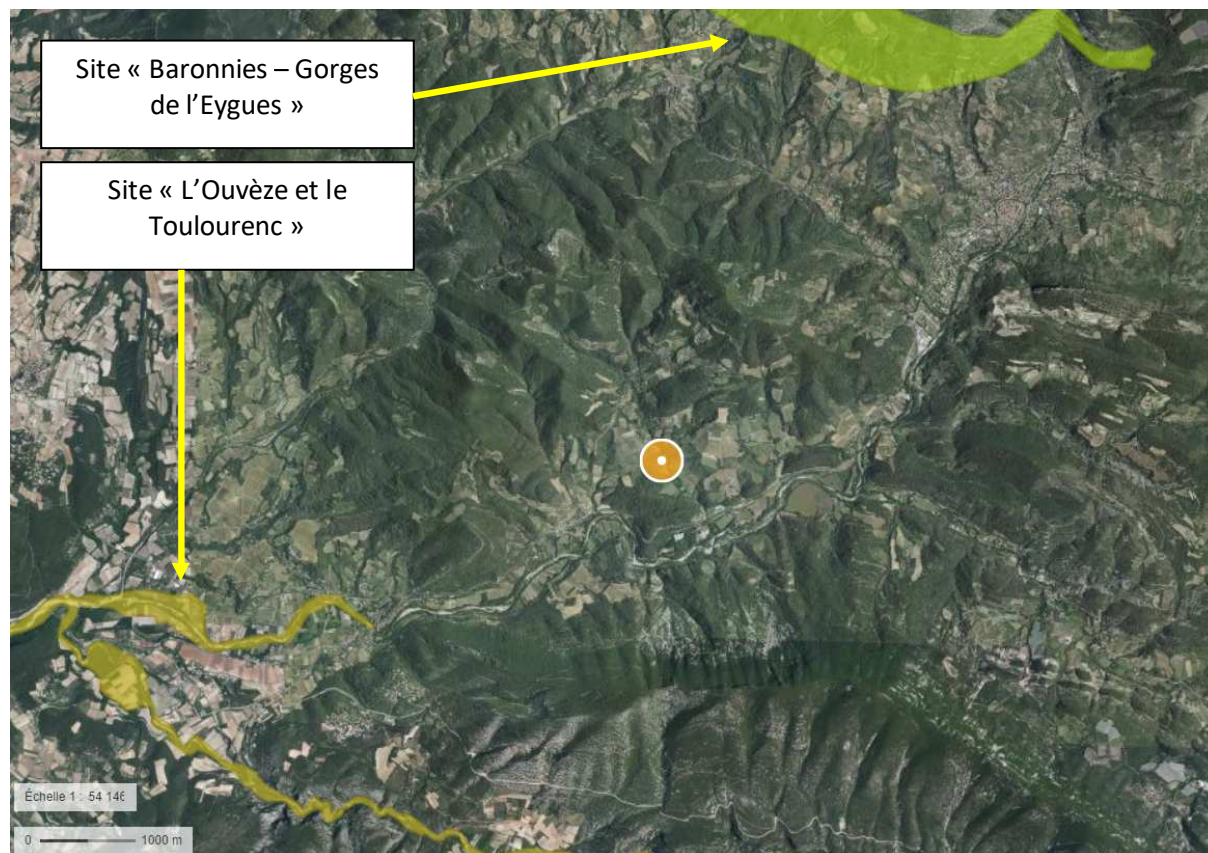 Site « Baronnies – Gorges
de l’Eygues »
Site « L’Ouvèze et le
Toulourenc »
Échelle 1 : 54 146
0 1000 m